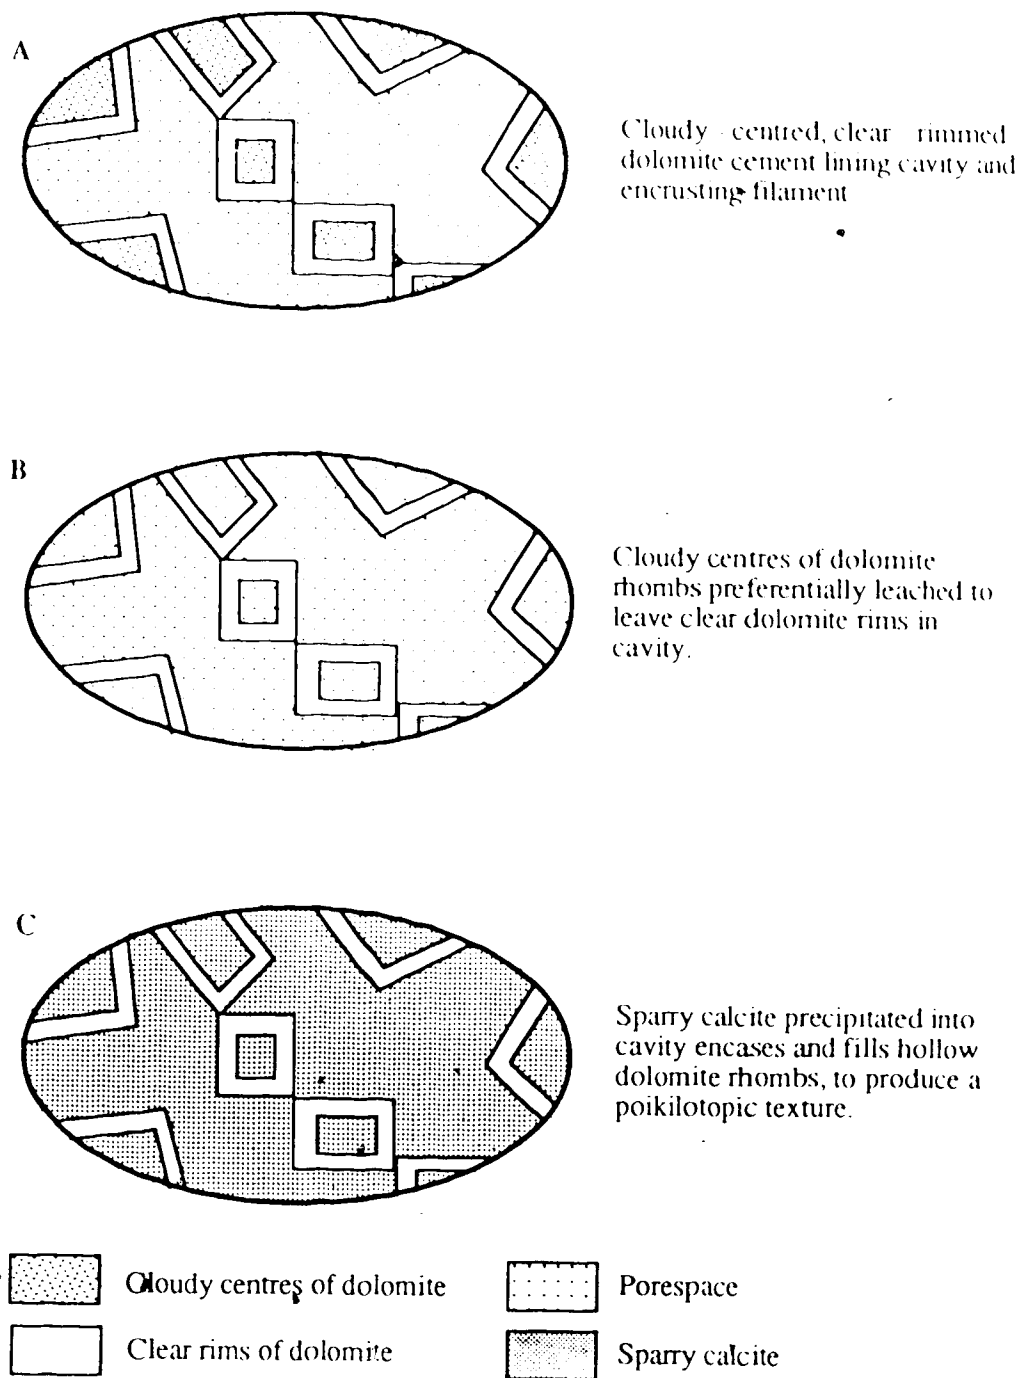 A
Cloudy - centred, clear - rimmed
dolomite cement lining cavity and
encrusting filament
B
Cloudy centres of dolomite
rhombs preferentially leached to
leave clear dolomite rims in
cavity.
C
Sparry calcite precipitated into
cavity encases and fills hollow
dolomite rhombs, to produce a
poikilotopic texture.
Cloudy centres of dolomite
Porespace
Clear rims of dolomite
Sparry calcite